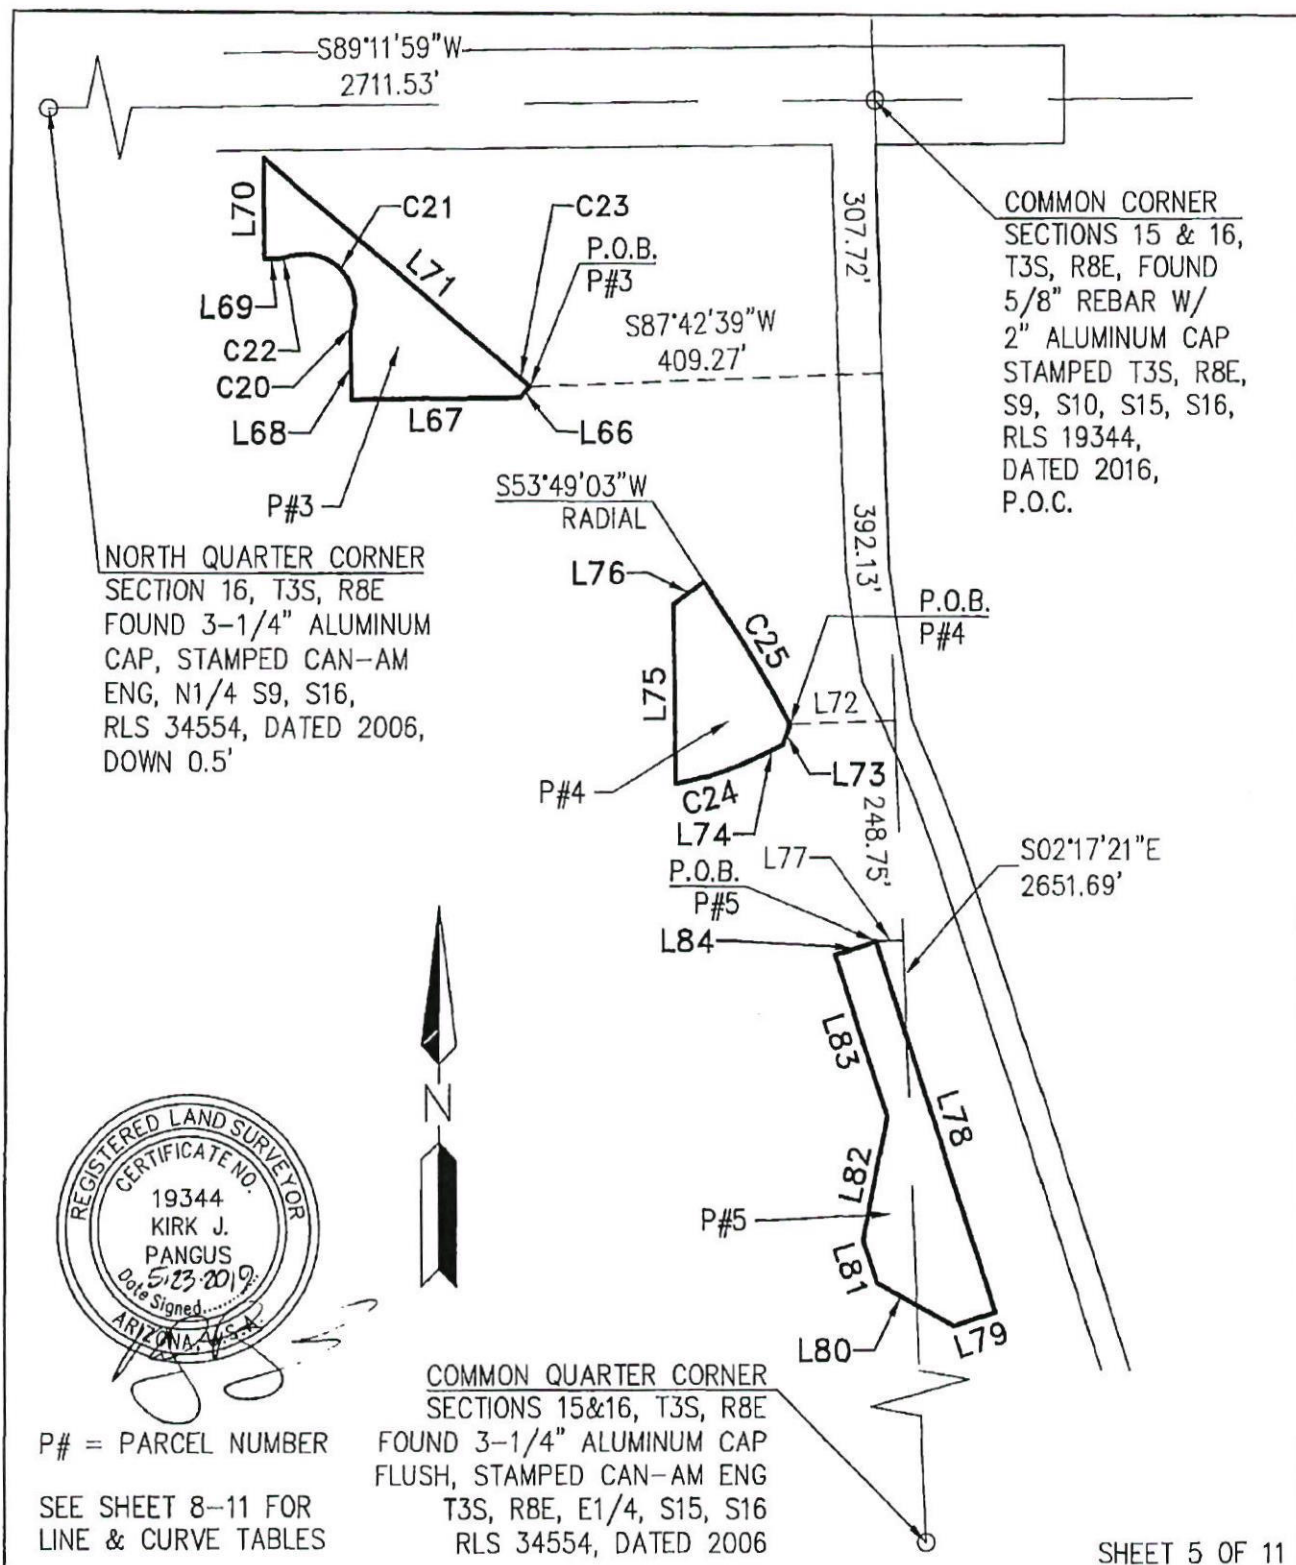 S89°11'59"W
2711.53'
L70
C21
C23
P.O.B.
P#3
L71
L69
C22
C20
L68
L67
L66
P#3
S87°42'39"W
409.27'
307.72'
COMMON CORNER
SECTIONS 15 & 16,
T3S, R8E, FOUND
5/8" REBAR W/
2" ALUMINUM CAP
STAMPED T3S, R8E,
S9, S10, S15, S16,
RLS 19344,
DATED 2016,
P.O.C.
NORTH QUARTER CORNER
SECTION 16, T3S, R8E
FOUND 3-1/4" ALUMINUM
CAP, STAMPED CAN-AM
ENG, N1/4 S9, S16,
RLS 34554, DATED 2006,
DOWN 0.5'
S53°49'03"W
RADIAL
392.13'
L76
C25
P.O.B.
P#4
L75
L72
P#4
C24
L73
L74
248.75'
L77
P.O.B.
P#5
S02°17'21"E
2651.69'
L84
L83
L78
L82
P#5
L81
L80
L79
N
REGISTERED LAND SURVEYOR
CERTIFICATE NO.
19344
KIRK J.
PANGUS
5-23-2019
Date Signed
ARIZONA, U.S.A.
P# = PARCEL NUMBER
SEE SHEET 8-11 FOR
LINE & CURVE TABLES
COMMON QUARTER CORNER
SECTIONS 15&16, T3S, R8E
FOUND 3-1/4" ALUMINUM CAP
FLUSH, STAMPED CAN-AM ENG
T3S, R8E, E1/4, S15, S16
RLS 34554, DATED 2006
SHEET 5 OF 11